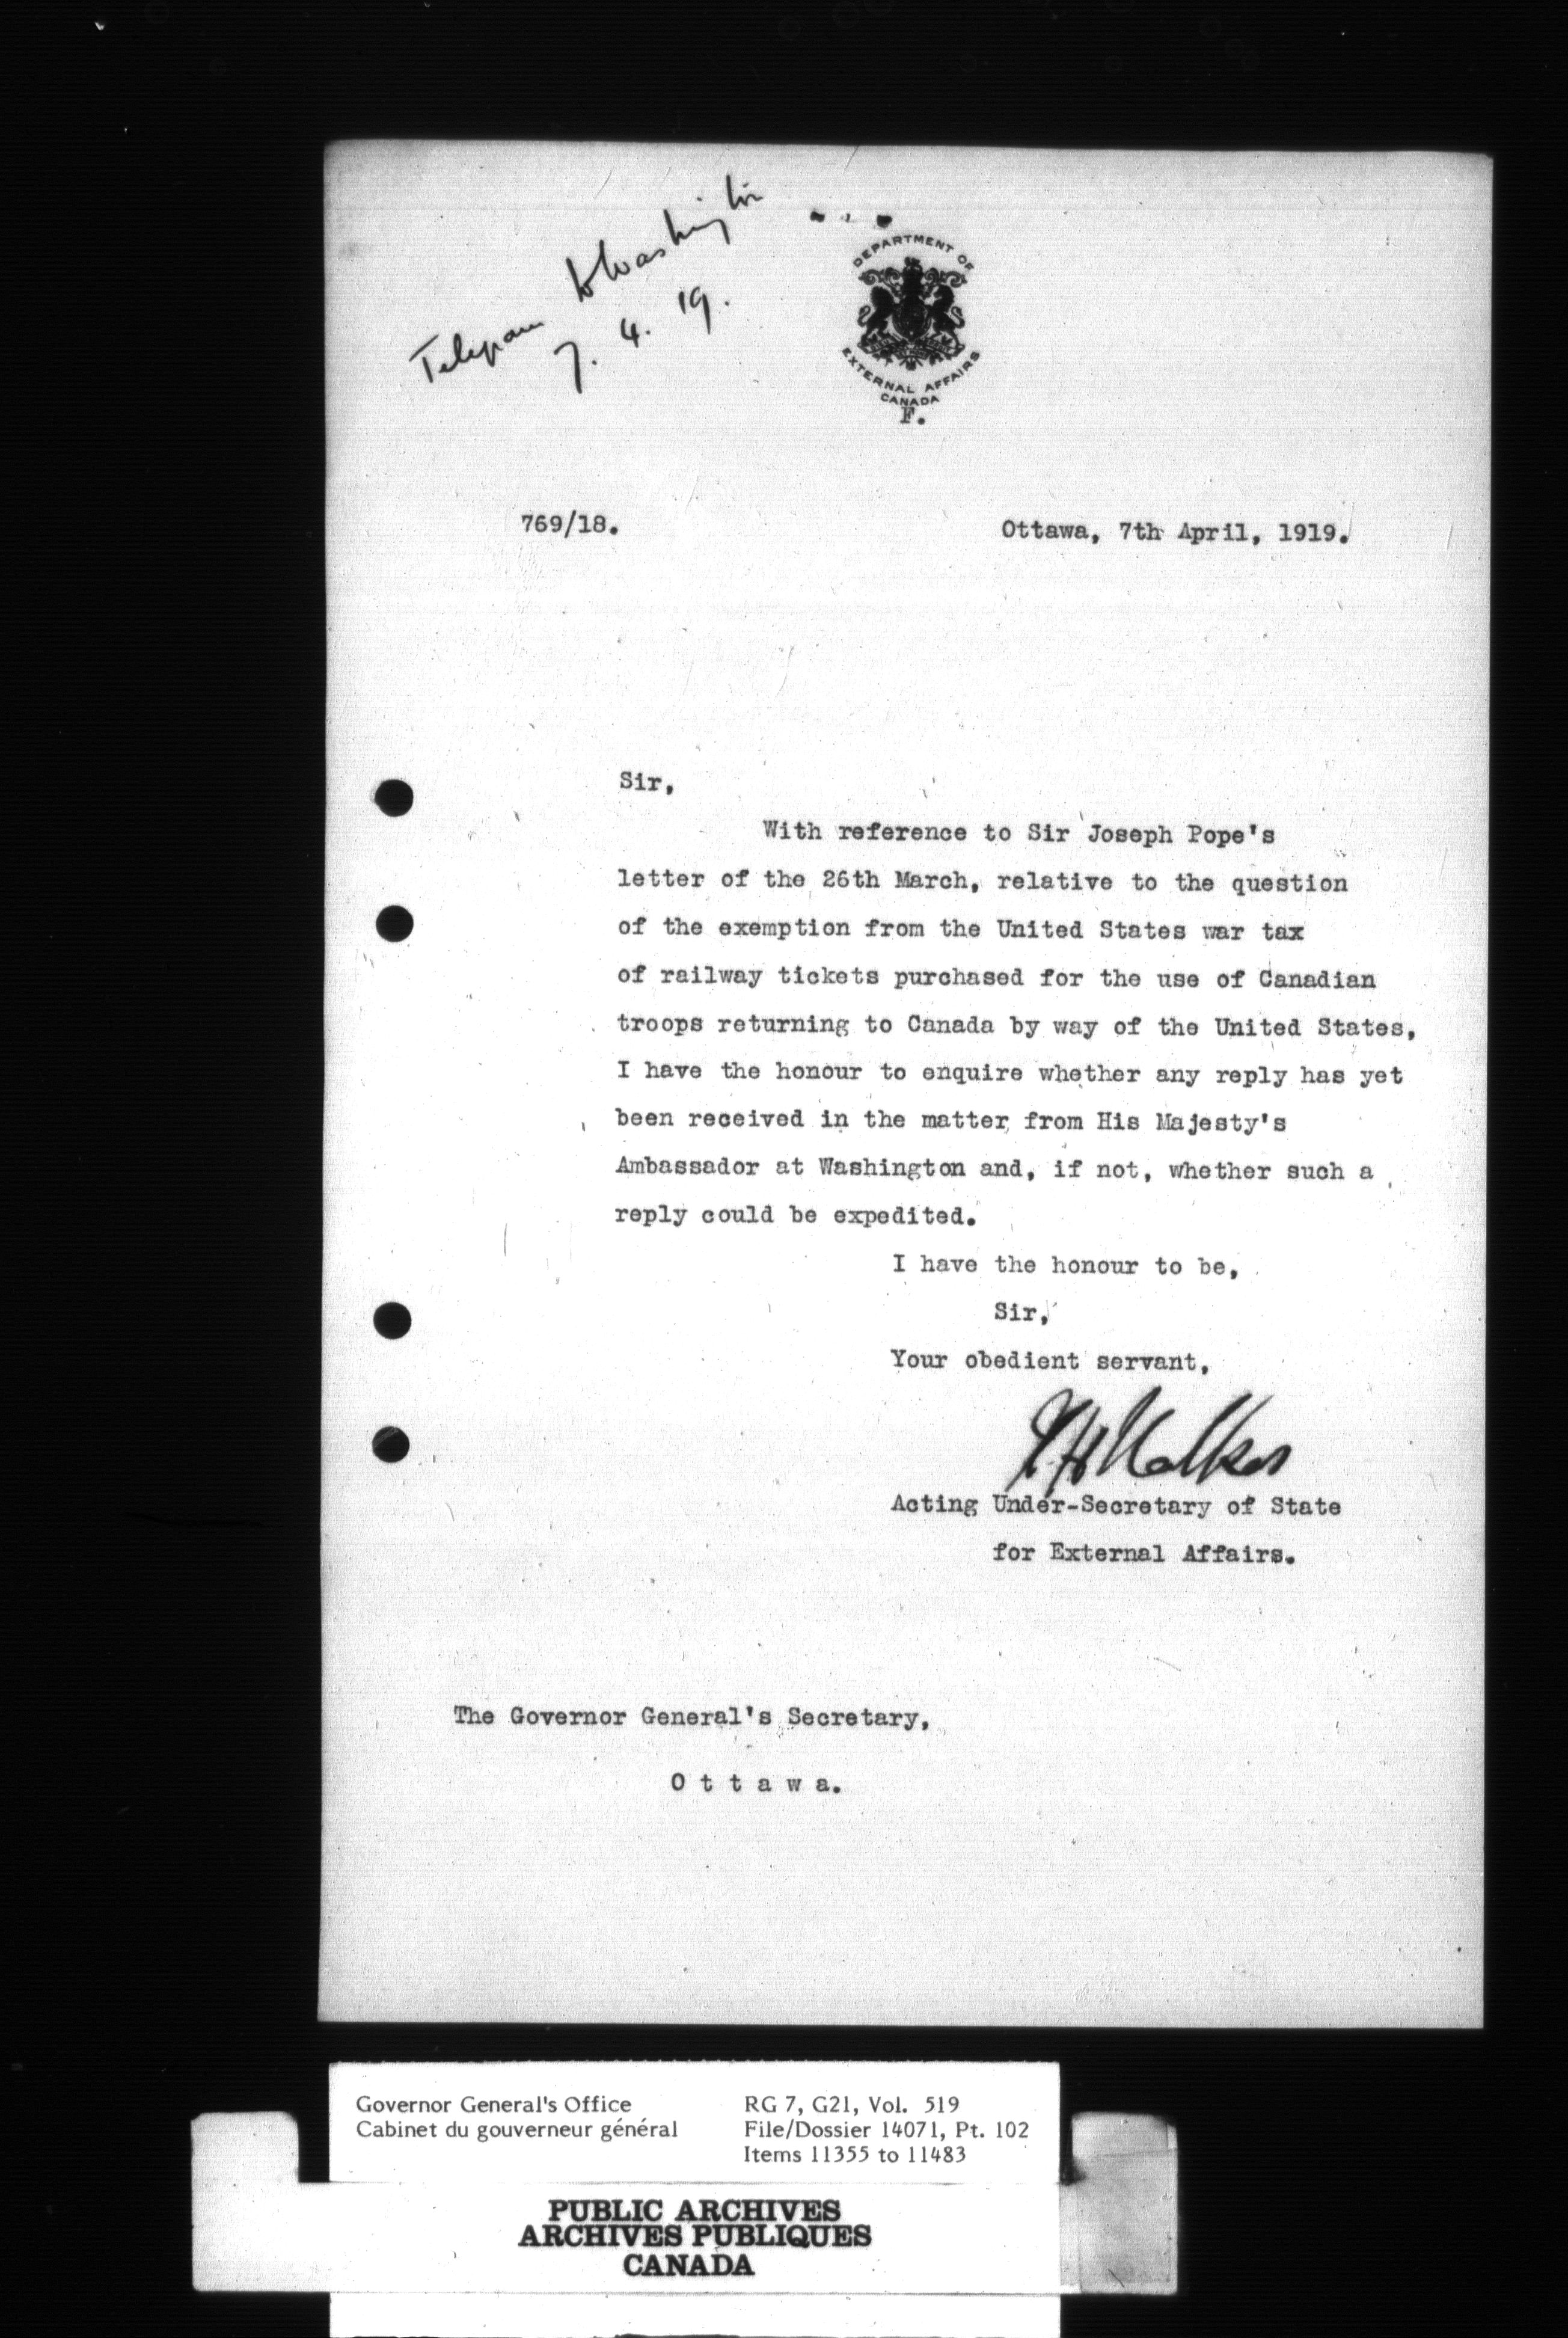 Telegram to Washington
7. 4. 19.
DEPARTMENT OF
EXTERNAL AFFAIRS
CANADA
F.
769/18.
Ottawa, 7th April, 1919.
Sir,
With reference to Sir Joseph Pope's
letter of the 26th March, relative to the question
of the exemption from the United States war tax
of railway tickets purchased for the use of Canadian
troops returning to Canada by way of the United States,
I have the honour to enquire whether any reply has yet
been received in the matter from His Majesty's
Ambassador at Washington and, if not, whether such a
reply could be expedited.
I have the honour to be,
Sir,
Your obedient servant,
Walker
Acting Under-Secretary of State
for External Affairs.
The Governor General's Secretary,
O t t a w a.
Governor General's Office
Cabinet du gouverneur général
RG 7, G21, Vol. 519
File/Dossier 14071, Pt. 102
Items 11355 to 11483
PUBLIC ARCHIVES
ARCHIVES PUBLIQUES
CANADA